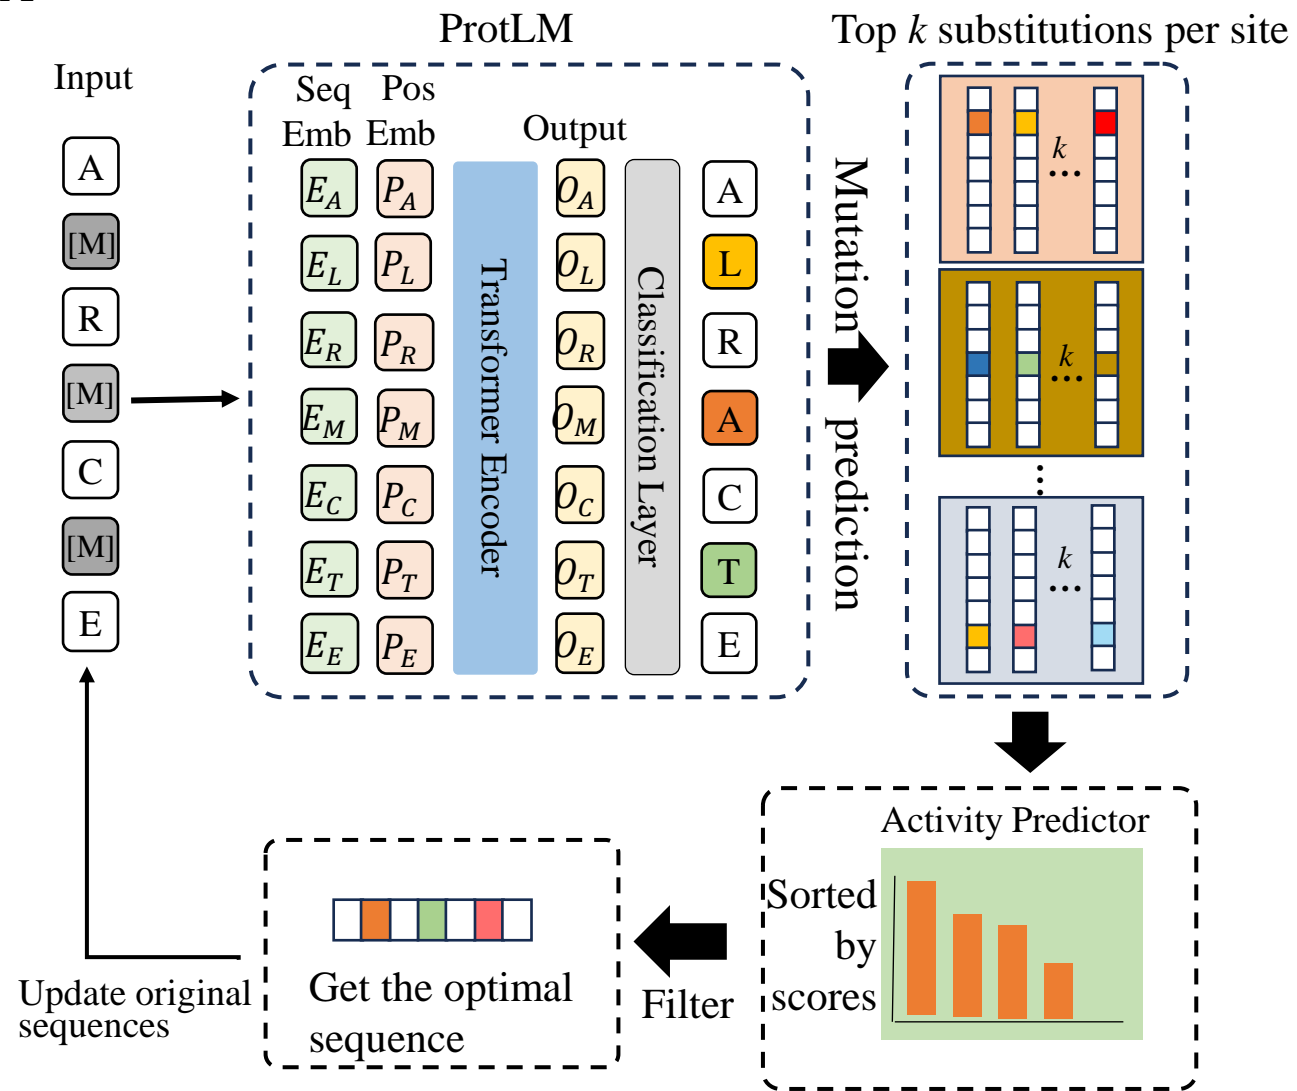 ProtLM
Top k substitutions per site
Input
Seq Emb
Pos Emb
Output
A
[M]
R
[M]
C
[M]
E
E_A P_A O_A A
E_L P_L O_L L
E_R P_R O_R R
E_M P_M O_M A
E_C P_C O_C C
E_T P_T O_T T
E_E P_E O_E E
Transformer Encoder
Classification Layer
Mutation prediction
k
...
k
...
...
k
...
Activity Predictor
Sorted
by
scores
Filter
Get the optimal
sequence
Update original
sequences